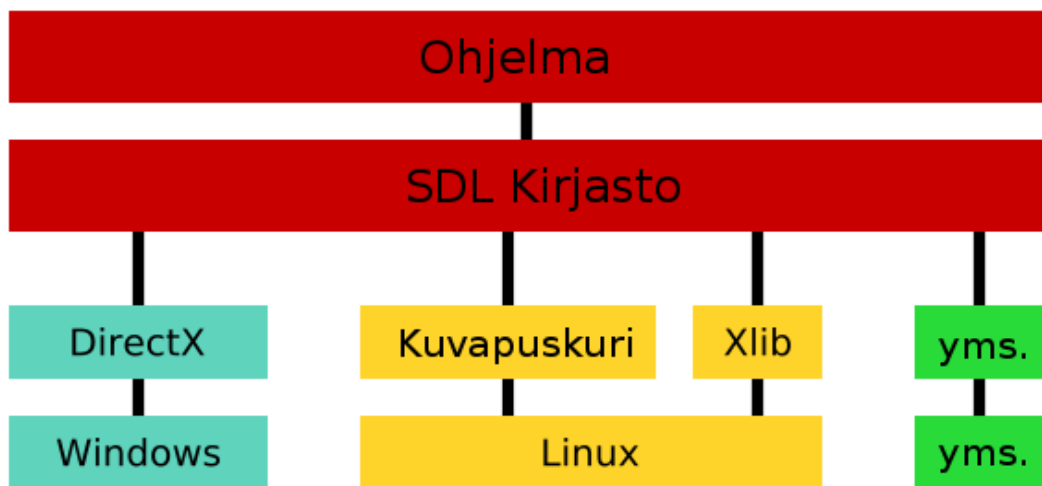 Ohjelma
SDL Kirjasto
DirectX
Kuvapuskuri
Xlib
yms.
Windows
Linux
yms.